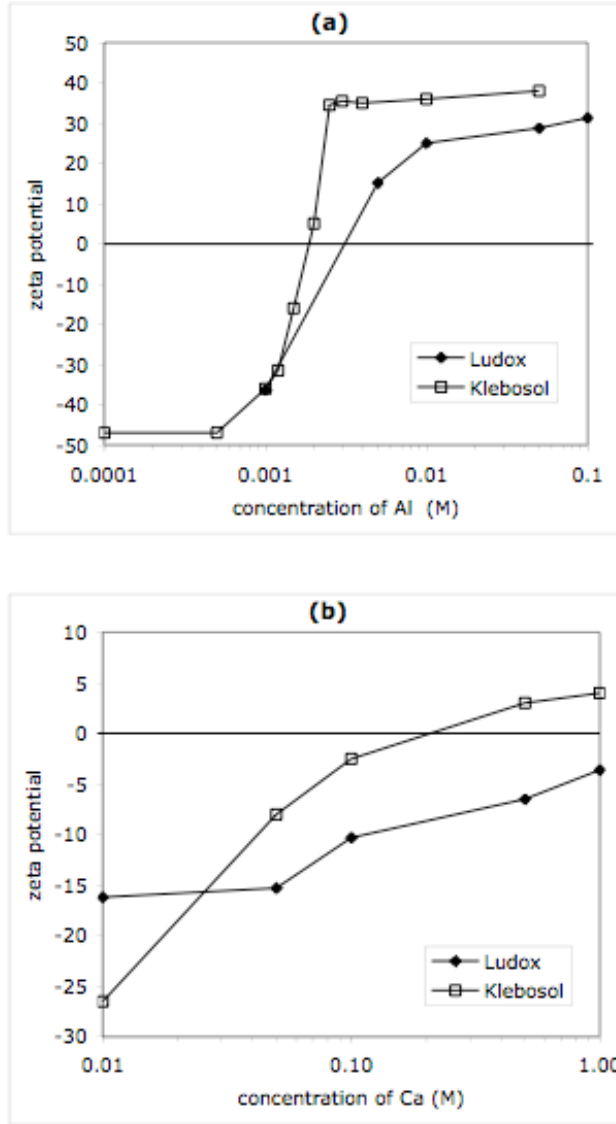 (a)
50
40
30
20
10
0
-10
-20
-30
-40
-50
zeta potential
Ludox
Klebosol
0.0001 0.001 0.01 0.1
concentration of Al (M)
(b)
10
5
0
-5
-10
-15
-20
-25
-30
zeta potential
Ludox
Klebosol
0.01 0.10 1.00
concentration of Ca (M)